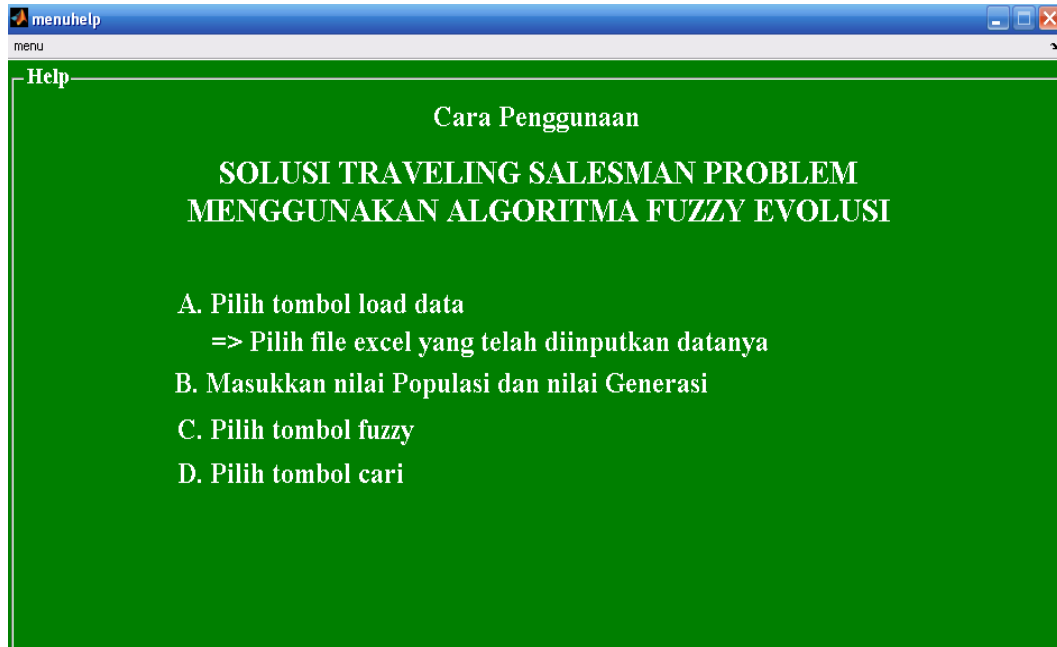 menuhelp
menu
Help
Cara Penggunaan
SOLUSI TRAVELING SALESMAN PROBLEM
MENGGUNAKAN ALGORITMA FUZZY EVOLUSI
A. Pilih tombol load data
=> Pilih file excel yang telah diinputkan datanya
B. Masukkan nilai Populasi dan nilai Generasi
C. Pilih tombol fuzzy
D. Pilih tombol cari